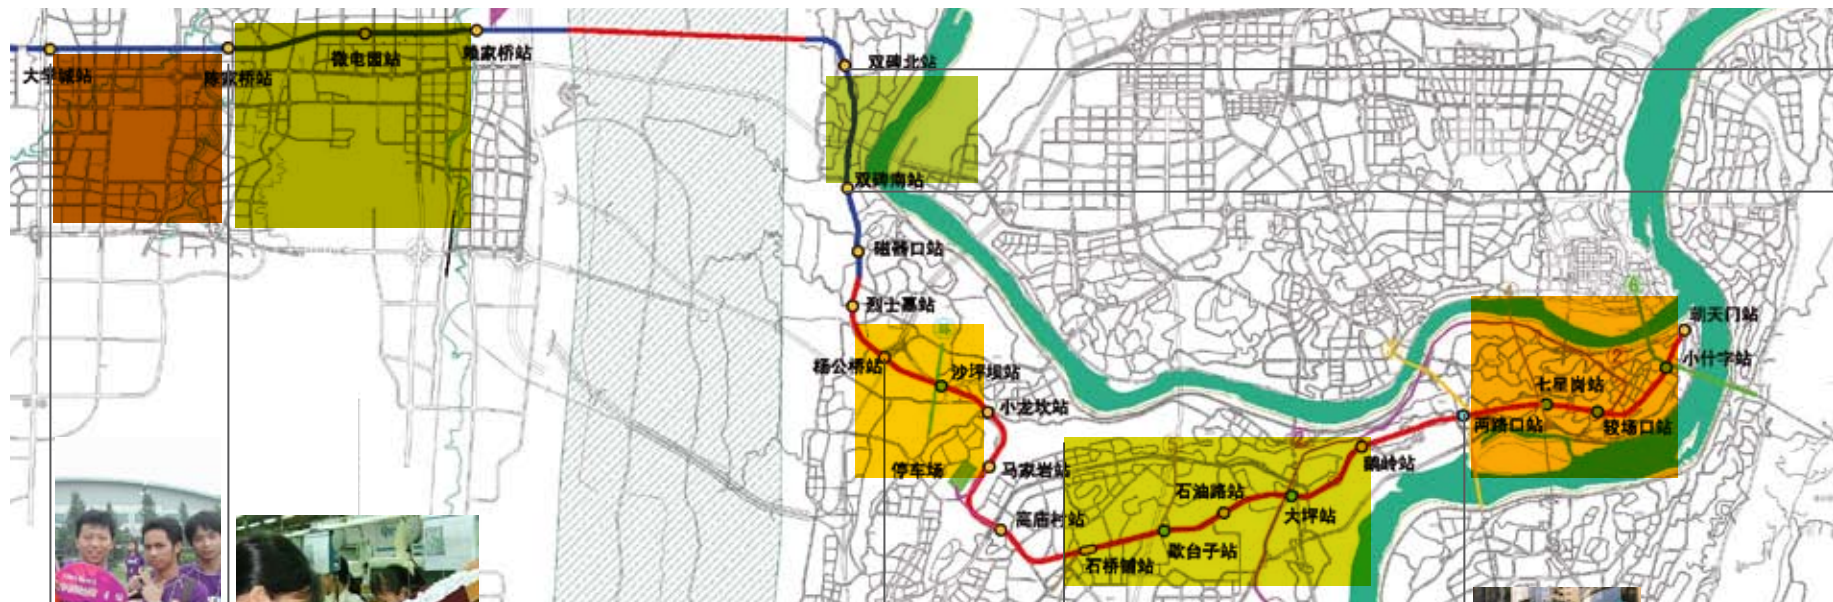 大学城站
陈家桥站
微电园站
赖家桥站
双碑北站
双碑南站
磁器口站
烈士墓站
杨公桥站
沙坪坝站
小龙坎站
停车场
马家岩站
高庙村站
石桥铺站
歇台子站
石油路站
大坪站
鹅岭站
两路口站
七星岗站
较场口站
小什字站
朝天门站